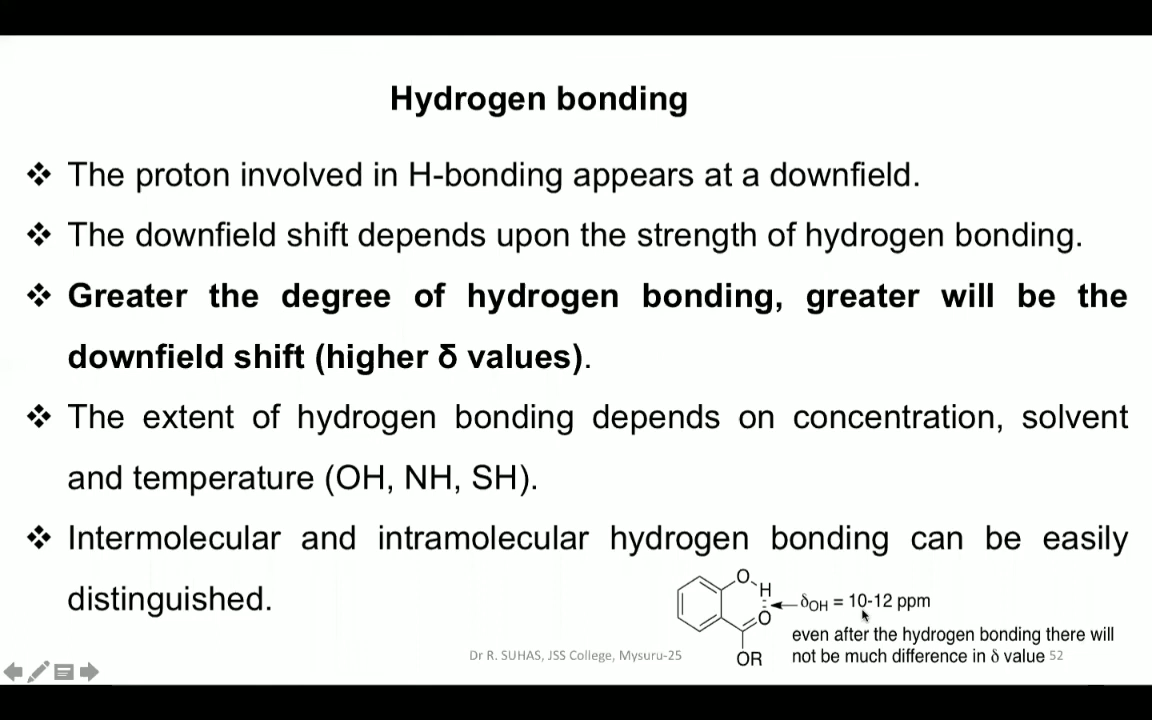 Hydrogen bonding
❖ The proton involved in H-bonding appears at a downfield.
❖ The downfield shift depends upon the strength of hydrogen bonding.
❖ Greater the degree of hydrogen bonding, greater will be the
downfield shift (higher δ values).
❖ The extent of hydrogen bonding depends on concentration, solvent
and temperature (OH, NH, SH).
❖ Intermolecular and intramolecular hydrogen bonding can be easily
distinguished.
O
H
O
OR
δOH = 10-12 ppm
even after the hydrogen bonding there will
not be much difference in δ value
Dr R. SUHAS, JSS College, Mysuru-25
52